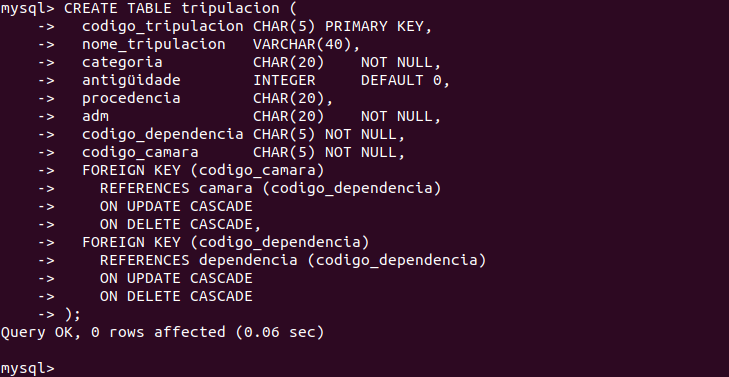 mysql> CREATE TABLE tripulacion (
    ->   codigo_tripulacion CHAR(5) PRIMARY KEY,
    ->   nome_tripulacion   VARCHAR(40),
    ->   categoria          CHAR(20)    NOT NULL,
    ->   antigüidade        INTEGER     DEFAULT 0,
    ->   procedencia        CHAR(20),
    ->   adm                CHAR(20)    NOT NULL,
    ->   codigo_dependencia CHAR(5) NOT NULL,
    ->   codigo_camara      CHAR(5) NOT NULL,
    ->   FOREIGN KEY (codigo_camara)
    ->     REFERENCES camara (codigo_dependencia)
    ->     ON UPDATE CASCADE
    ->     ON DELETE CASCADE,
    ->   FOREIGN KEY (codigo_dependencia)
    ->     REFERENCES dependencia (codigo_dependencia)
    ->     ON UPDATE CASCADE
    ->     ON DELETE CASCADE
    -> );
Query OK, 0 rows affected (0.06 sec)
mysql>